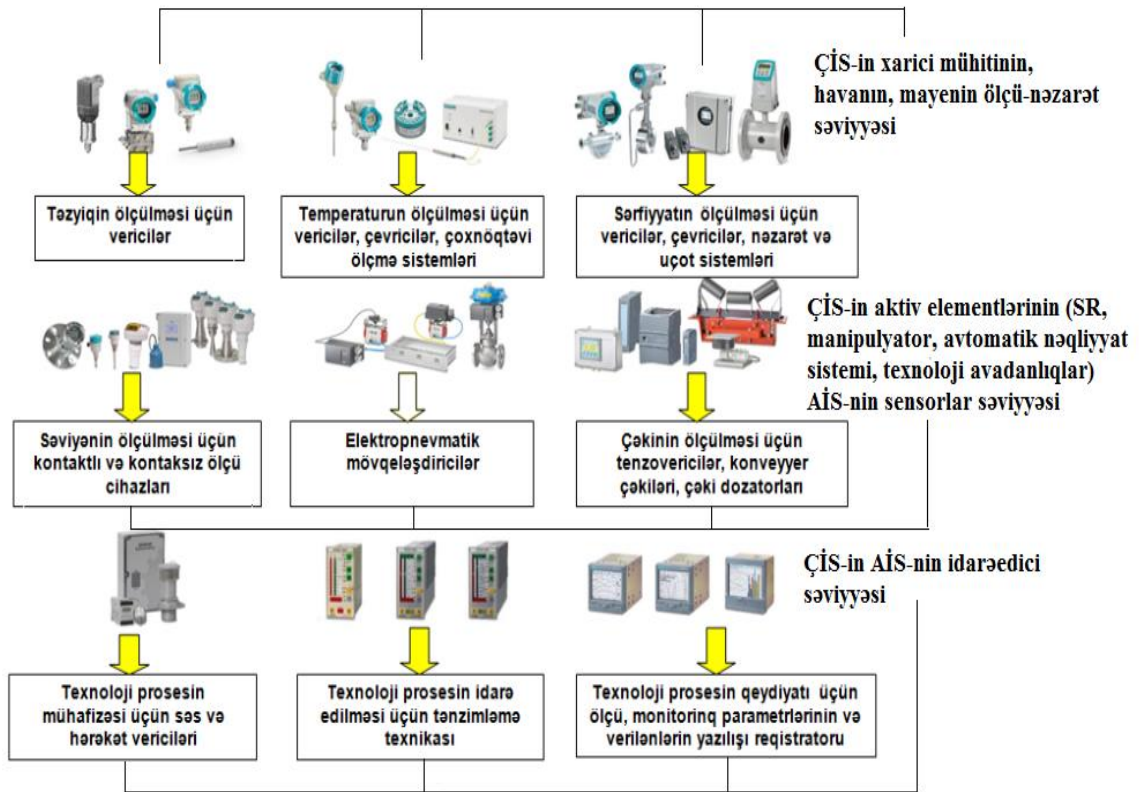 ÇİS-in xarici mühitinin,
havanın, mayenin ölçü-nəzarət
səviyyəsi
Təzyiqin ölçülməsi üçün
vericilər
Temperaturun ölçülməsi üçün
vericilər, çevricilər, çoxnöqtəvi
ölçmə sistemləri
Sərfiyyatın ölçülməsi üçün
vericilər, çevricilər, nəzarət və
uçot sistemləri
ÇİS-in aktiv elementlərinin (SR,
manipulyator, avtomatik nəqliyyat
sistemi, texnoloji avadanlıqlar)
AİS-nin sensorlar səviyyəsi
Səviyənin ölçülməsi üçün
kontaktlı və kontaksız ölçü
cihazları
Elektropnevmatik
mövqeləşdiricilər
Çəkinin ölçülməsi üçün
tenzovericilər, konveyyer
çəkiləri, çəki dozatorları
ÇİS-in AİS-nin idarəedici
səviyyəsi
Texnoloji prosesin
mühafizəsi üçün səs və
hərəkət vericiləri
Texnoloji prosesin idarə
edilməsi üçün tənzimləmə
texnikası
Texnoloji prosesin qeydiyatı üçün
ölçü, monitorinq parametrlərinin və
verilənlərin yazılışı reqistratoru